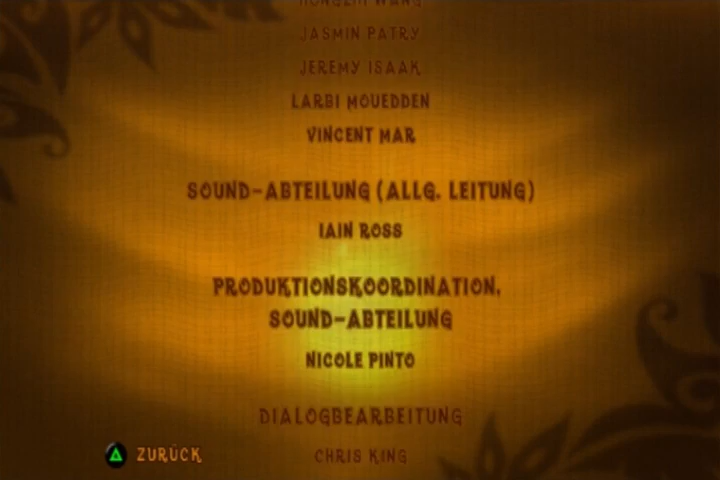 JASMIN PATRY
JEREMY ISAAK
LARBI MOUEDDEN
VINCENT MAR
SOUND-ABTEILUNG (ALLG. LEITUNG)
IAIN ROSS
PRODUKTIONSKOORDINATION,
SOUND-ABTEILUNG
NICOLE PINTO
DIALOGBEARBEITUNG
CHRIS KING
ZURÜCK